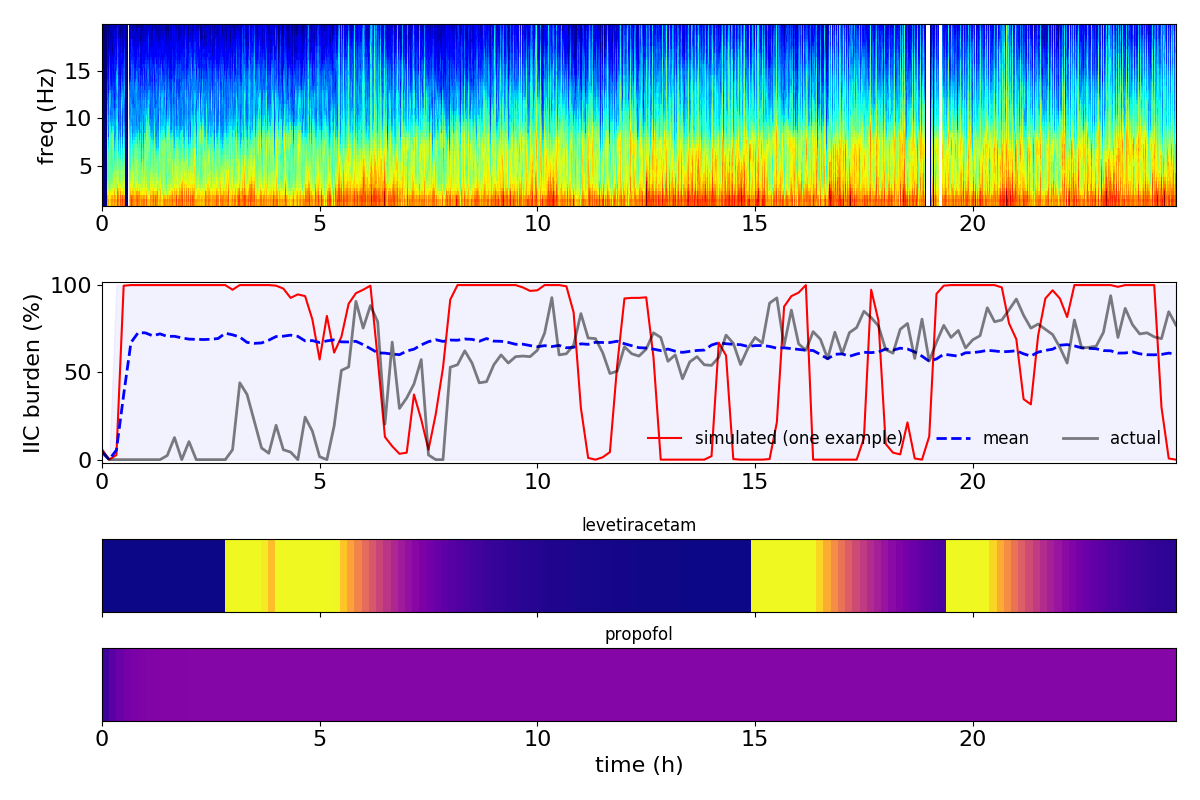 freq (Hz)
15
10
5
0 5 10 15 20
IIC burden (%)
100
50
0
simulated (one example) mean actual
0 5 10 15 20
levetiracetam
propofol
0 5 10 15 20
time (h)